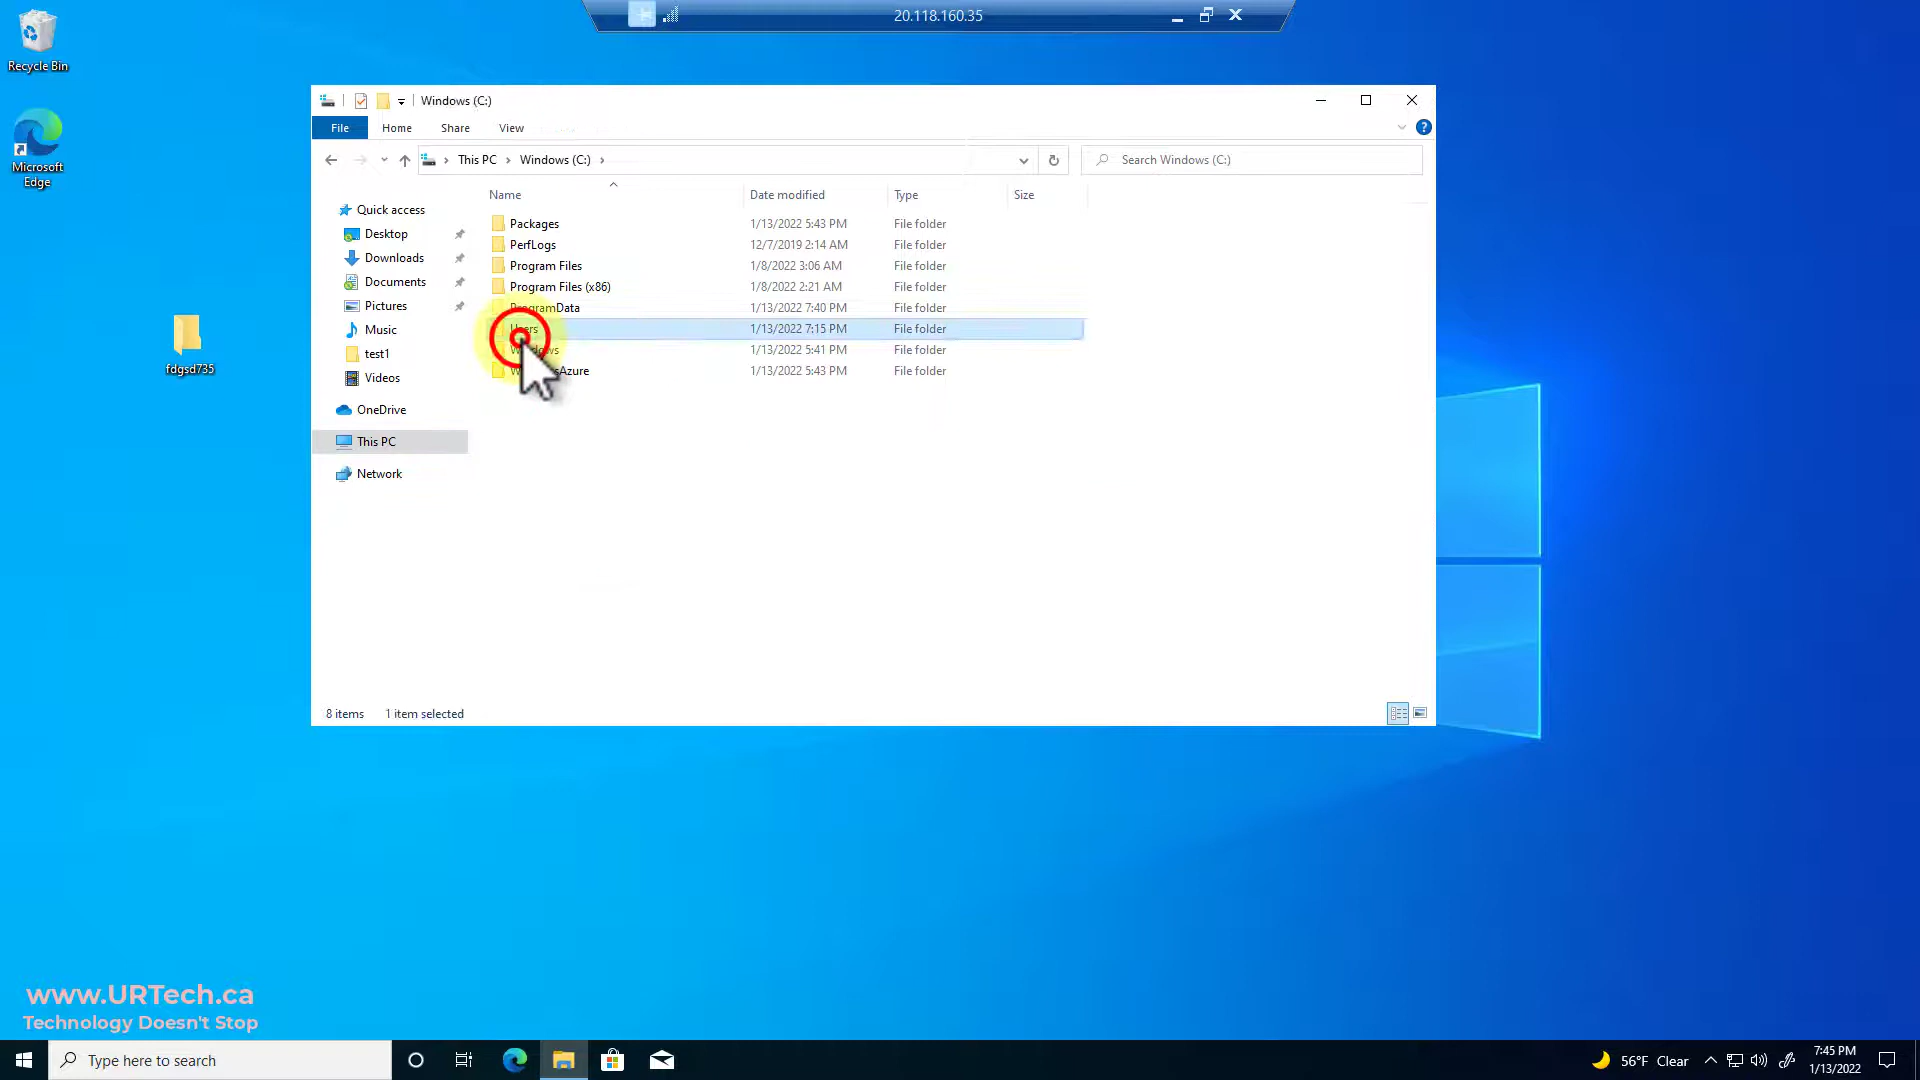 20.118.160.35
Recycle Bin
Microsoft
Edge
fdgsd735
Windows (C:)
File
Home
Share
View
This PC
Windows (C:)
Search Windows (C:)
Name
Date modified
Type
Size
Quick access
Desktop
Downloads
Documents
Pictures
Music
test1
Videos
OneDrive
This PC
Network
Packages 1/13/2022 5:43 PM File folder
PerfLogs 12/7/2019 2:14 AM File folder
Program Files 1/8/2022 3:06 AM File folder
Program Files (x86) 1/8/2022 2:21 AM File folder
ProgramData 1/13/2022 7:40 PM File folder
Users 1/13/2022 7:15 PM File folder
Windows 1/13/2022 5:41 PM File folder
1/13/2022 5:43 PM File folder
8 items
1 item selected
www.URTech.ca
Technology Doesn't Stop
Type here to search
56°F Clear
7:45 PM
1/13/2022